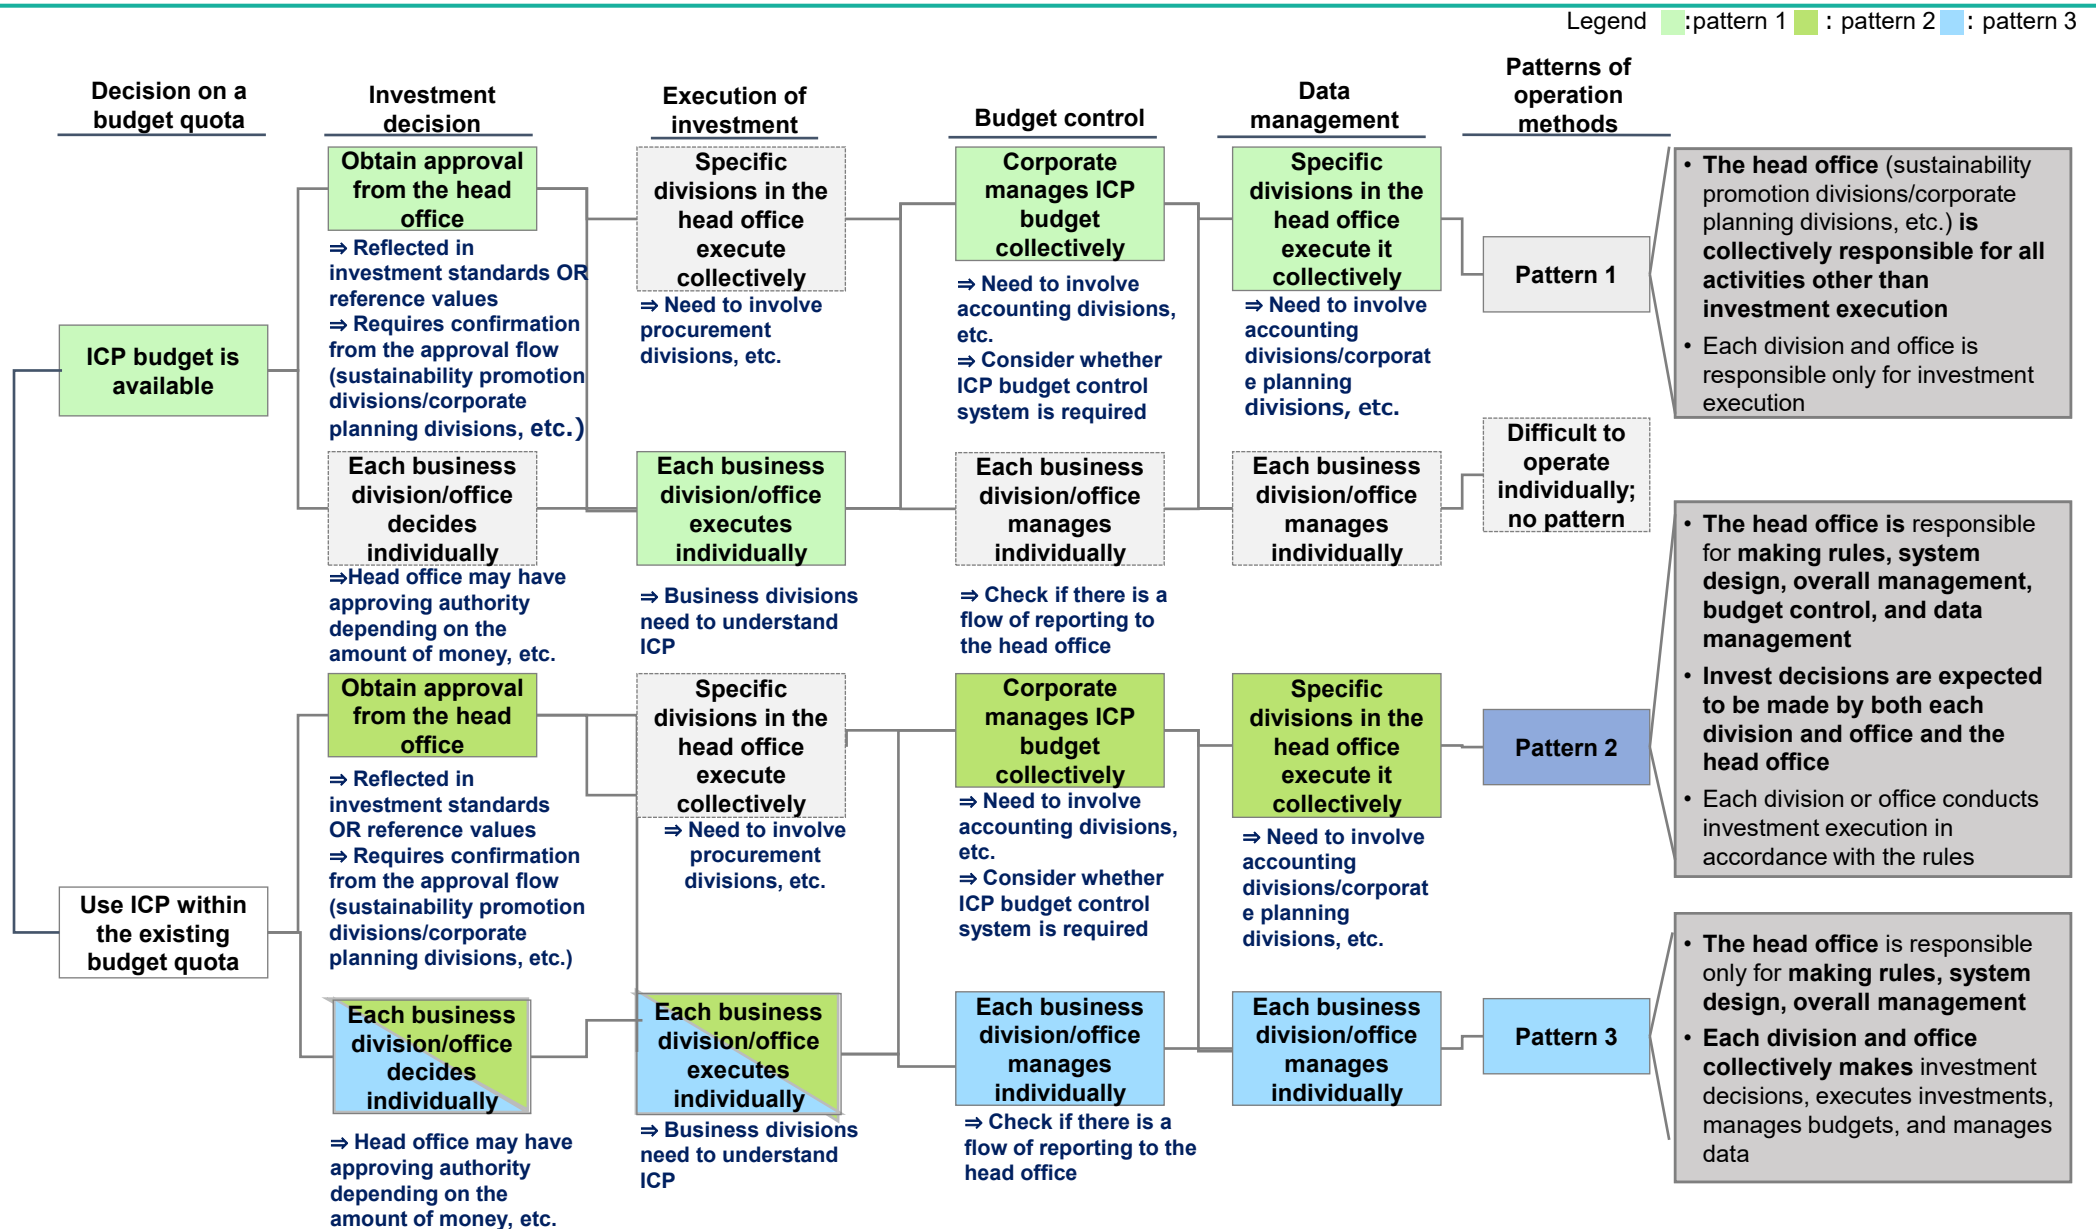 Legend :pattern 1 : pattern 2 : pattern 3
Decision on a
budget quota
Investment
decision
Execution of
investment
Budget control
Data
management
Patterns of
operation
methods
ICP budget is
available
Obtain approval
from the head
office
⇒ Reflected in
investment standards OR
reference values
⇒ Requires confirmation
from the approval flow
(sustainability promotion
divisions/corporate
planning divisions, etc.)
Specific
divisions in the
head office
execute
collectively
⇒ Need to involve
procurement
divisions, etc.
Corporate
manages ICP
budget
collectively
⇒ Need to involve
accounting divisions,
etc.
⇒ Consider whether
ICP budget control
system is required
Specific
divisions in the
head office
execute it
collectively
⇒ Need to involve
accounting
divisions/corporat
e planning
divisions, etc.
Pattern 1
• The head office (sustainability
promotion divisions/corporate
planning divisions, etc.) is
collectively responsible for all
activities other than
investment execution
• Each division and office is
responsible only for investment
execution
Each business
division/office
decides
individually
⇒Head office may have
approving authority
depending on the
amount of money, etc.
Each business
division/office
executes
individually
⇒ Business divisions
need to understand
ICP
Each business
division/office
manages
individually
⇒ Check if there is a
flow of reporting to
the head office
Each business
division/office
manages
individually
Difficult to
operate
individually;
no pattern
Use ICP within
the existing
budget quota
Obtain approval
from the head
office
⇒ Reflected in
investment standards
OR reference values
⇒ Requires confirmation
from the approval flow
(sustainability promotion
divisions/corporate
planning divisions, etc.)
Specific
divisions in the
head office
execute
collectively
⇒ Need to involve
procurement
divisions, etc.
Corporate
manages ICP
budget
collectively
⇒ Need to involve
accounting divisions,
etc.
⇒ Consider whether
ICP budget control
system is required
Specific
divisions in the
head office
execute it
collectively
⇒ Need to involve
accounting
divisions/corporat
e planning
divisions, etc.
Pattern 2
• The head office is responsible
for making rules, system
design, overall management,
budget control, and data
management
• Invest decisions are expected
to be made by both each
division and office and the
head office
• Each division or office conducts
investment execution in
accordance with the rules
Each business
division/office
decides
individually
⇒ Head office may have
approving authority
depending on the
amount of money, etc.
Each business
division/office
executes
individually
⇒ Business divisions
need to understand
ICP
Each business
division/office
manages
individually
⇒ Check if there is a
flow of reporting to the
head office
Each business
division/office
manages
individually
Pattern 3
• The head office is responsible
only for making rules, system
design, overall management
• Each division and office
collectively makes investment
decisions, executes investments,
manages budgets, and manages
data